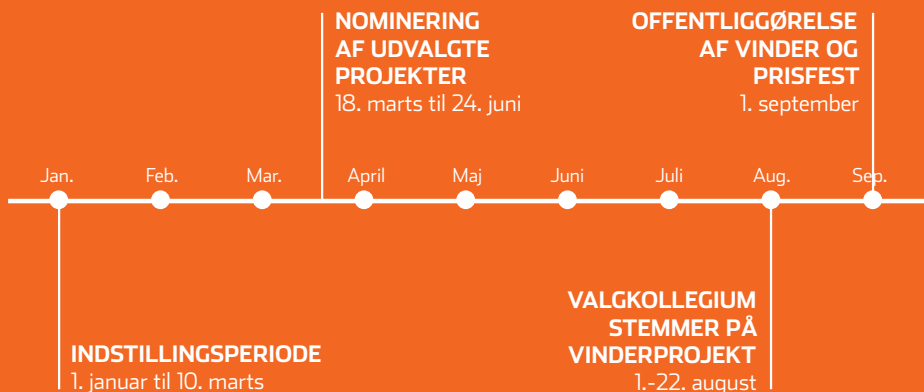 NOMINERING
AF UDVALGTE
PROJEKTER
18. marts til 24. juni
OFFENTLIGGØRELSE
AF VINDER OG
PRISFEST
1. september
Jan.
Feb.
Mar.
April
Maj
Juni
Juli
Aug.
Sep.
INDSTILLINGSPERIODE
1. januar til 10. marts
VALGKOLLEGIUM
STEMMER PÅ
VINDERPROJEKT
1.-22. august